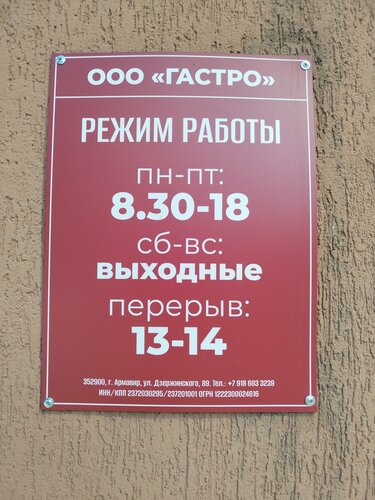 ООО «ГАСТРО»
РЕЖИМ РАБОТЫ
пн-пт:
8.30-18
сб-вс:
выходные
перерыв:
13-14
352900, г. Армавир, ул. Дзержинского, 89. Тел.: +7 918 693 3239
ИНН/КПП 2372030295/237201001 ОГРН 1222300024616